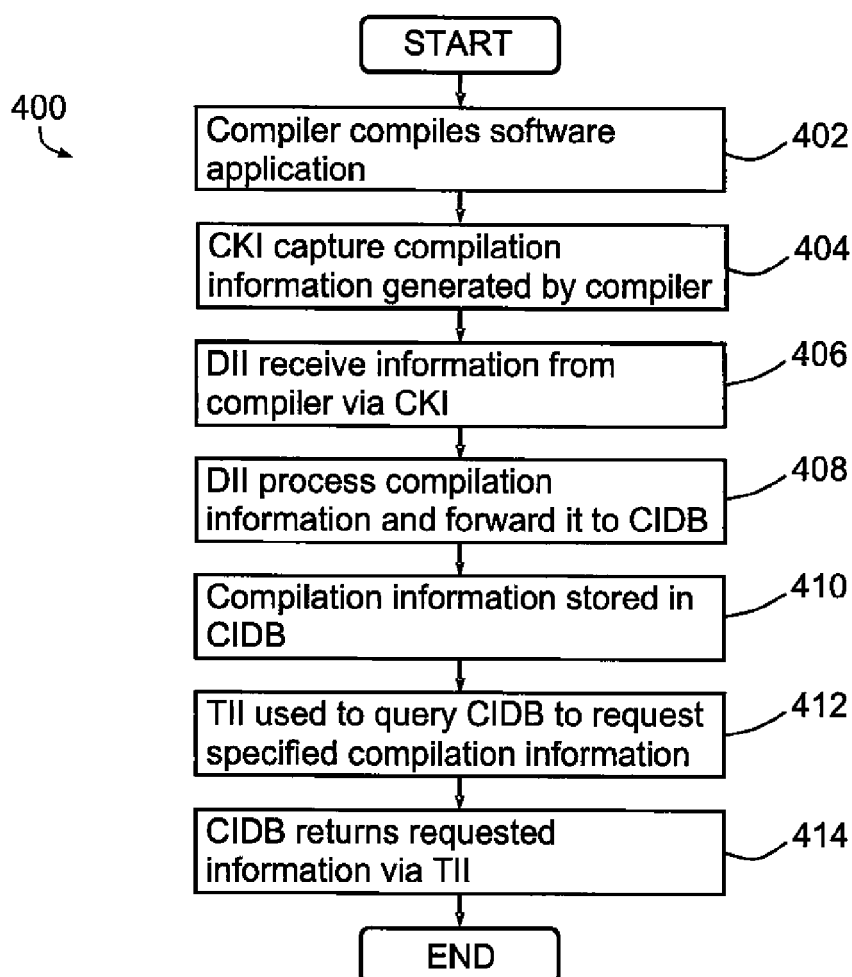 START
400
Compiler compiles software
application
402
CKI capture compilation
information generated by compiler
404
DII receive information from
compiler via CKI
406
DII process compilation
information and forward it to CIDB
408
Compilation information stored in
CIDB
410
TII used to query CIDB to request
specified compilation information
412
CIDB returns requested
information via TII
414
END